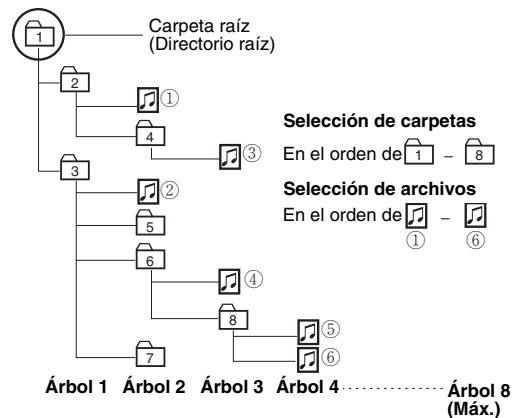 1
Carpeta raíz
(Directorio raíz)
2
①
4
③
3
②
5
6
④
8
⑤
⑥
7
Selección de carpetas
En el orden de 1 – 8
Selección de archivos
En el orden de –
① ⑥
Árbol 1 Árbol 2 Árbol 3 Árbol 4 Árbol 8
(Máx.)